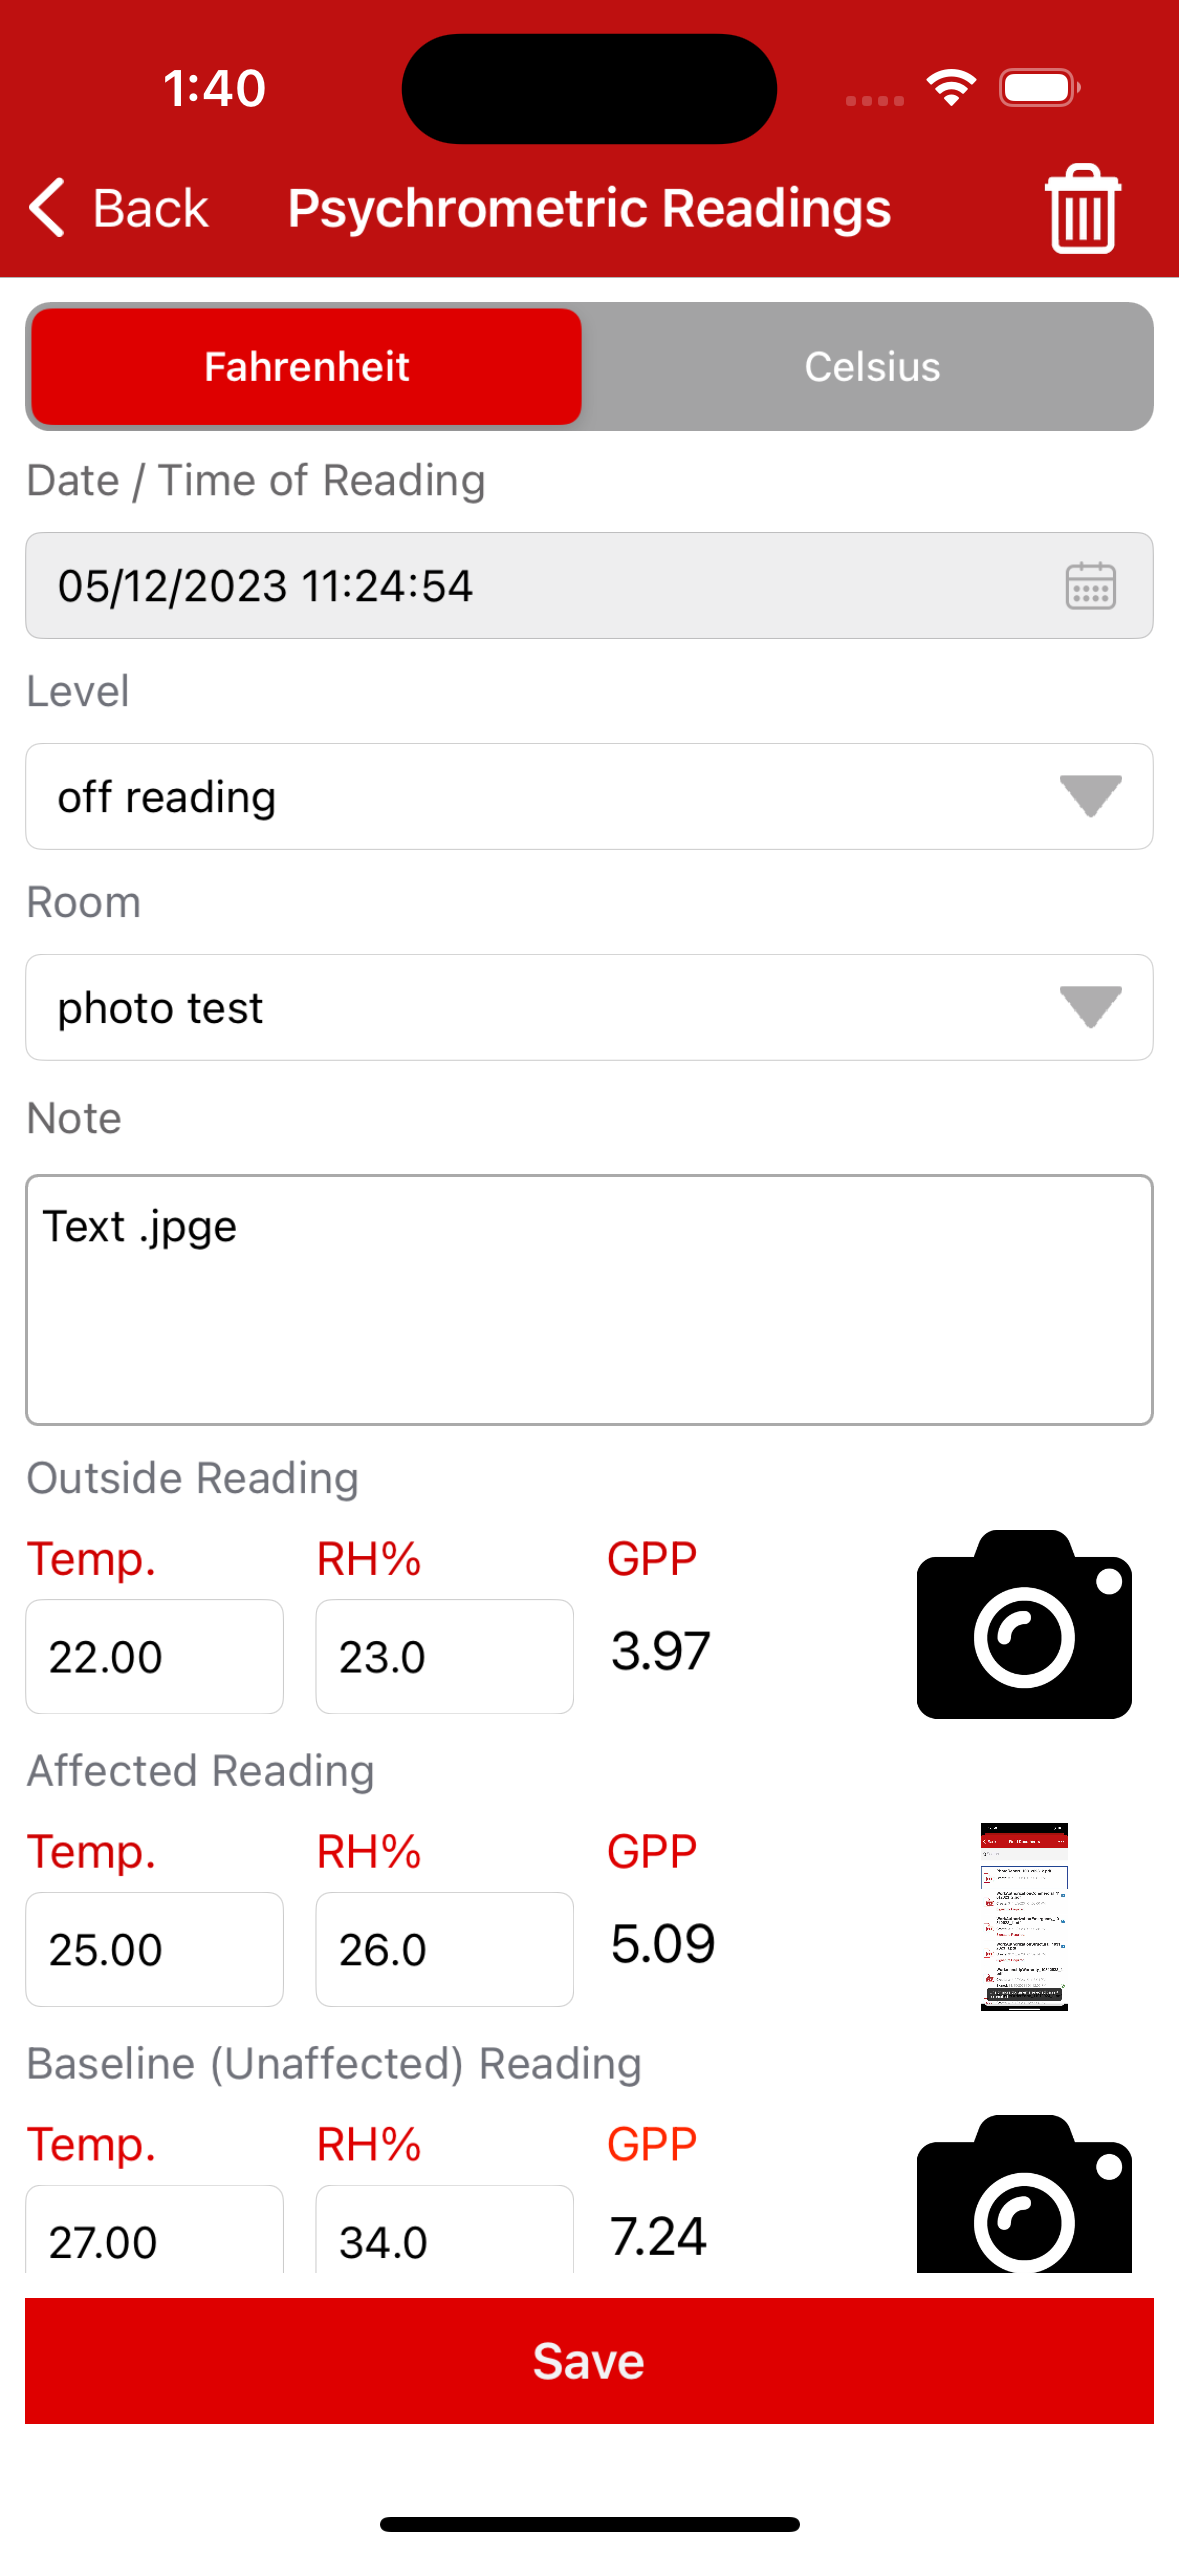 1:40
Back Psychrometric Readings
Fahrenheit Celsius
Date / Time of Reading
05/12/2023 11:24:54
Level
off reading
Room
photo test
Note
Text .jpge
Outside Reading
Temp. RH% GPP
22.00 23.0 3.97
Affected Reading
Temp. RH% GPP
25.00 26.0 5.09
Baseline (Unaffected) Reading
Temp. RH% GPP
27.00 34.0 7.24
Save